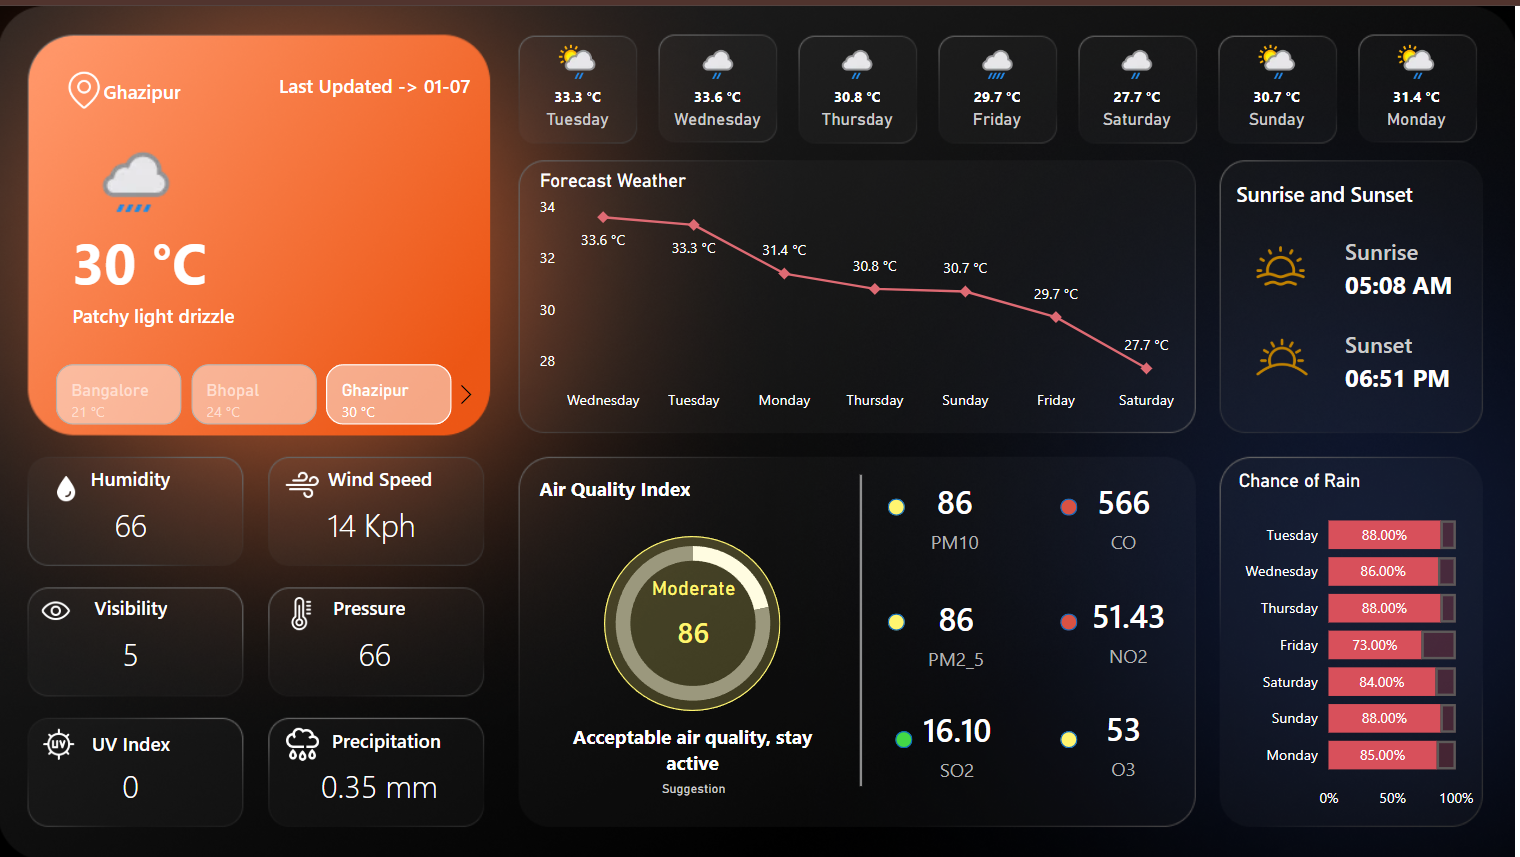 Ghazipur
Last Updated -> 01-07
30 °C
Patchy light drizzle
Bangalore
21 °C
Bhopal
24 °C
Ghazipur
30 °C
33.3 °C
Tuesday
33.6 °C
Wednesday
30.8 °C
Thursday
29.7 °C
Friday
27.7 °C
Saturday
30.7 °C
Sunday
31.4 °C
Monday
Forecast Weather
34
32
30
28
33.6 °C
33.3 °C
31.4 °C
30.8 °C
30.7 °C
29.7 °C
27.7 °C
Wednesday
Tuesday
Monday
Thursday
Sunday
Friday
Saturday
Sunrise and Sunset
Sunrise
05:08 AM
Sunset
06:51 PM
Humidity
66
Wind Speed
14 Kph
Visibility
5
Pressure
66
UV
UV Index
0
Precipitation
0.35 mm
Air Quality Index
Moderate
86
Acceptable air quality, stay
active
Suggestion
86
PM10
566
CO
86
PM2_5
51.43
NO2
16.10
SO2
53
O3
Chance of Rain
Tuesday 88.00%
Wednesday 86.00%
Thursday 88.00%
Friday 73.00%
Saturday 84.00%
Sunday 88.00%
Monday 85.00%
0% 50% 100%